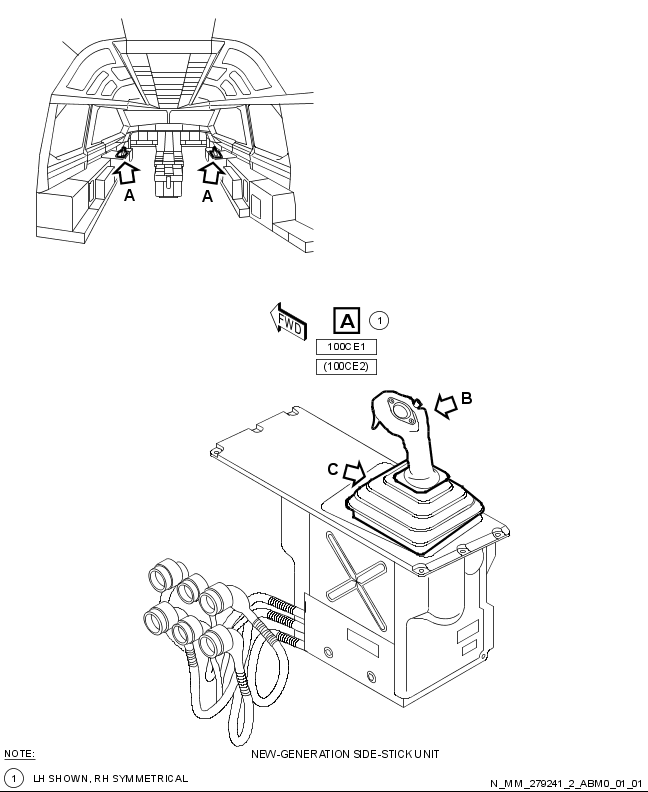 A A
FWD A 1
100CE1
(100CE2)
B
C
NOTE: NEW-GENERATION SIDE-STICK UNIT
1 LH SHOWN, RH SYMMETRICAL
N_MM_279241_2_ABM0_01_01